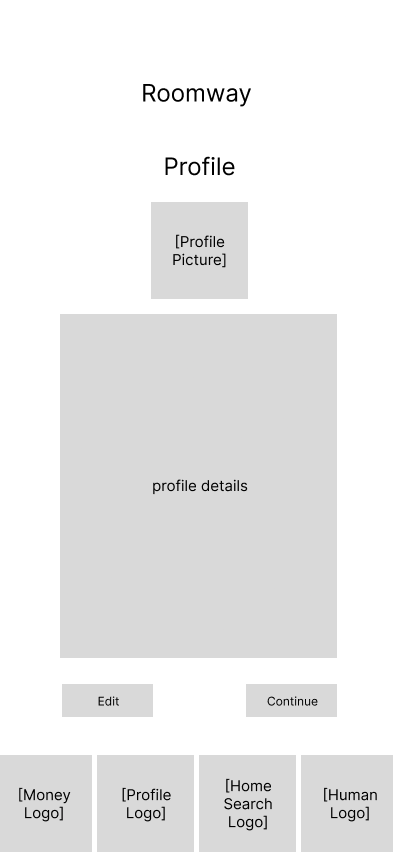 Roomway
Profile
[Profile
Picture]
profile details
Edit
Continue
[Money
Logo]
[Profile
Logo]
[Home
Search
Logo]
[Human
Logo]